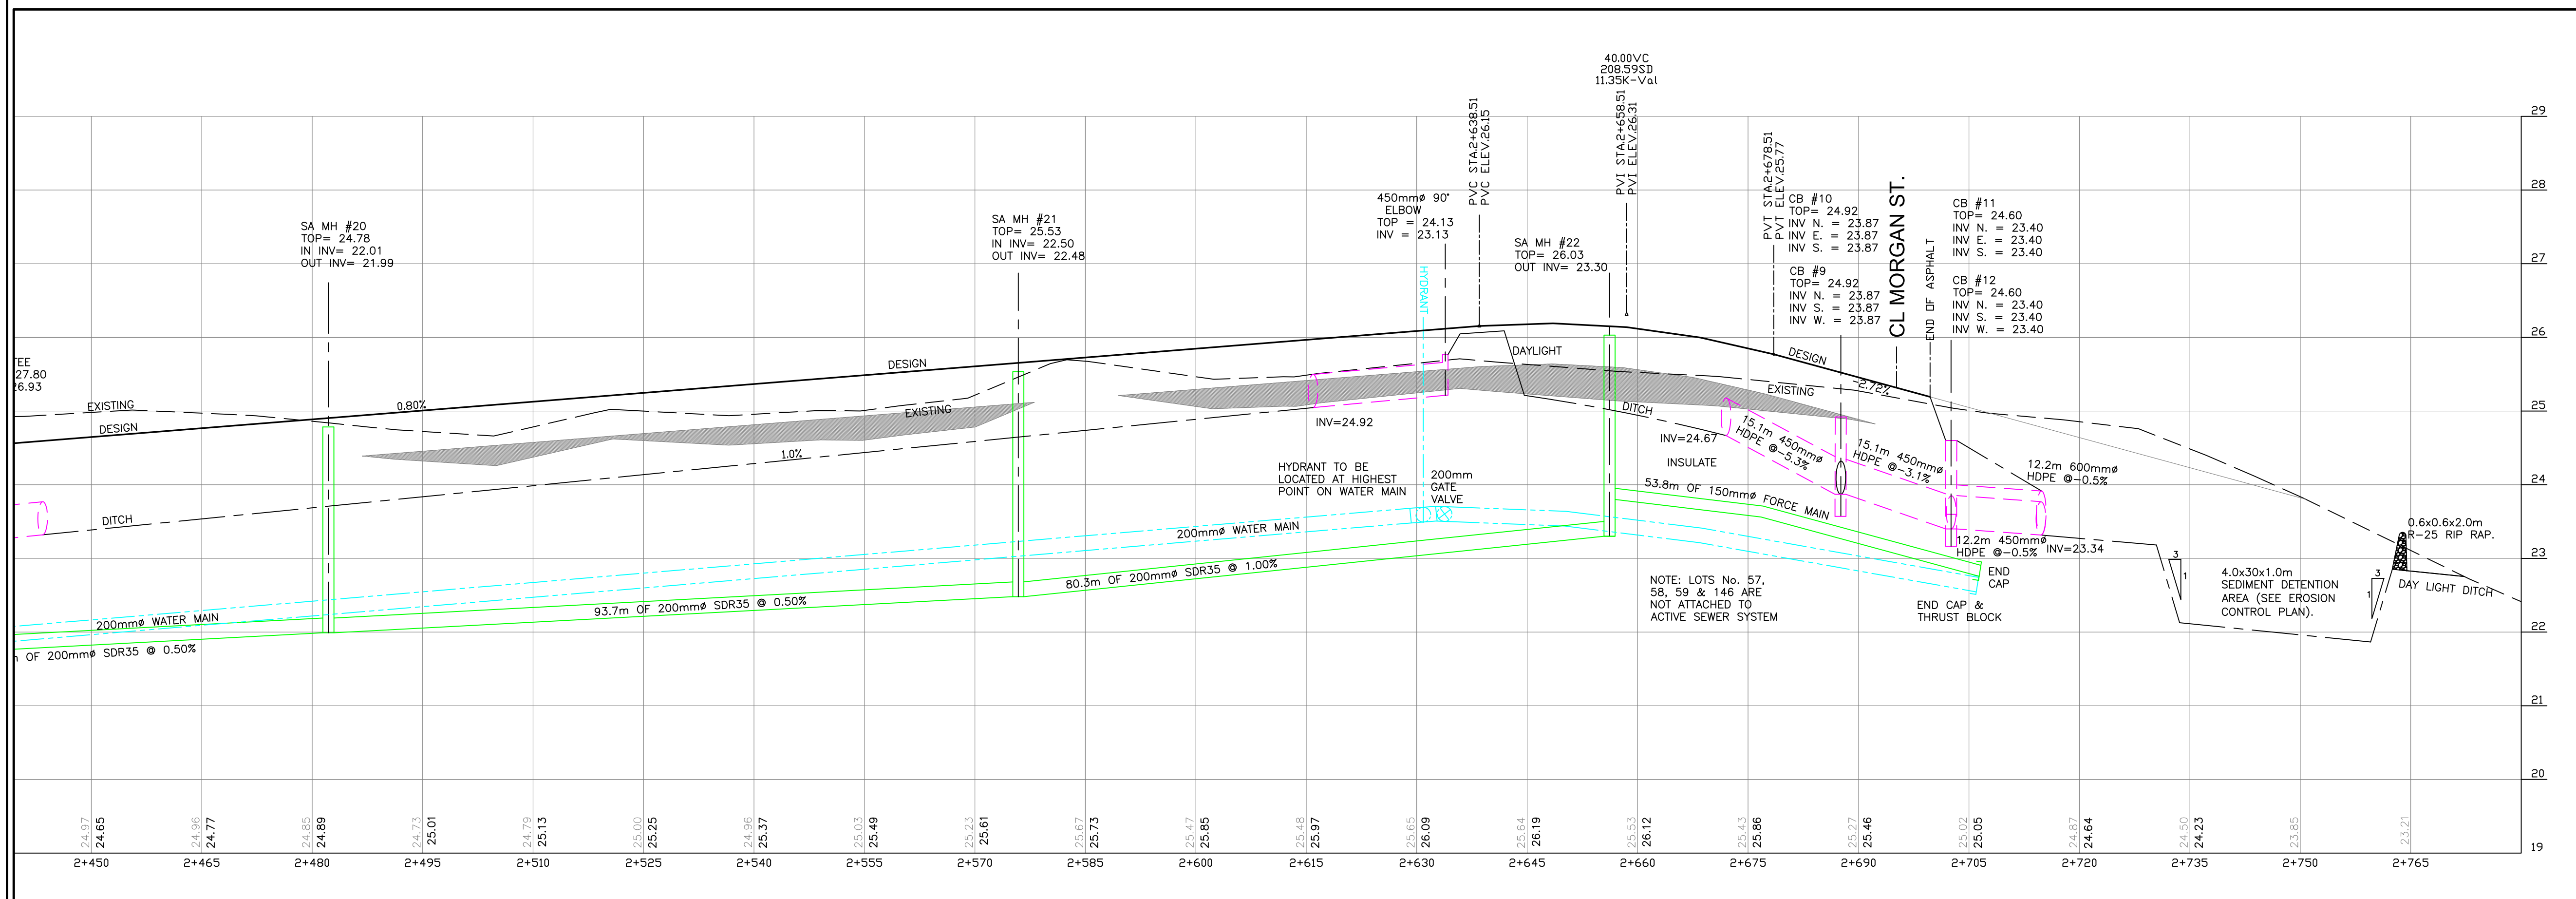 40.00VC
208.59SD
11.35K-Val
PVC STA.2+638.51
PVC ELEV.26.15
PVI STA.2+658.51
PVI ELEV.26.31
PVT STA.2+678.51
PVT ELEV.25.77
SA MH #20
TOP= 24.78
IN INV= 22.01
OUT INV= 21.99
SA MH #21
TOP= 25.53
IN INV= 22.50
OUT INV= 22.48
450mmø 90°
ELBOW
TOP = 24.13
INV = 23.13
HYDRANT
SA MH #22
TOP= 26.03
OUT INV= 23.30
CB #10
TOP= 24.92
INV N. = 23.87
INV E. = 23.87
INV S. = 23.87
CB #9
TOP= 24.92
INV N. = 23.87
INV S. = 23.87
INV W. = 23.87
CL MORGAN ST.
END OF ASPHALT
CB #11
TOP= 24.60
INV N. = 23.40
INV E. = 23.40
INV S. = 23.40
CB #12
TOP= 24.60
INV N. = 23.40
INV S. = 23.40
INV W. = 23.40
29
28
27
26
25
24
23
22
21
20
19
TEE
27.80
26.93
EXISTING
DESIGN
0.80%
DITCH
1.0%
EXISTING
DESIGN
DAYLIGHT
DITCH
EXISTING
DESIGN
-2.72%
INV=24.92
INV=24.67
INSULATE
15.1m 450mmø
HDPE @-5.3%
15.1m 450mmø
HDPE @-3.1%
12.2m 600mmø
HDPE @-0.5%
HYDRANT TO BE
LOCATED AT HIGHEST
POINT ON WATER MAIN
200mm
GATE
VALVE
53.8m OF 150mmø FORCE MAIN
200mmø WATER MAIN
80.3m OF 200mmø SDR35 @ 1.00%
93.7m OF 200mmø SDR35 @ 0.50%
200mmø WATER MAIN
m OF 200mmø SDR35 @ 0.50%
12.2m 450mmø
HDPE @-0.5%
INV=23.34
END
CAP
END CAP &
THRUST BLOCK
NOTE: LOTS No. 57,
58, 59 & 146 ARE
NOT ATTACHED TO
ACTIVE SEWER SYSTEM
3
1
4.0x30x1.0m
SEDIMENT DETENTION
AREA (SEE EROSION
CONTROL PLAN).
3
1
0.6x0.6x2.0m
R-25 RIP RAP.
DAY LIGHT DITCH
24.97 24.65
24.96 24.77
24.85 24.89
24.73 25.01
24.79 25.13
25.00 25.25
24.96 25.37
25.03 25.49
25.23 25.61
25.67 25.73
25.47 25.85
25.48 25.97
25.65 26.09
25.64 26.19
25.53 26.12
25.43 25.86
25.27 25.46
25.02 25.05
24.87 24.64
24.50 24.23
23.85
23.21
2+450 2+465 2+480 2+495 2+510 2+525 2+540 2+555 2+570 2+585 2+600 2+615 2+630 2+645 2+660 2+675 2+690 2+705 2+720 2+735 2+750 2+765